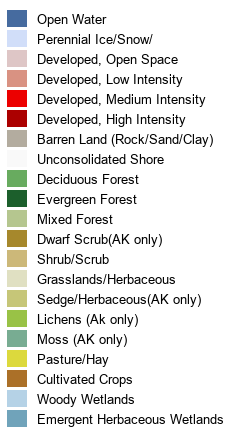 Open Water
Perennial Ice/Snow/
Developed, Open Space
Developed, Low Intensity
Developed, Medium Intensity
Developed, High Intensity
Barren Land (Rock/Sand/Clay)
Unconsolidated Shore
Deciduous Forest
Evergreen Forest
Mixed Forest
Dwarf Scrub(AK only)
Shrub/Scrub
Grasslands/Herbaceous
Sedge/Herbaceous(AK only)
Lichens (Ak only)
Moss (AK only)
Pasture/Hay
Cultivated Crops
Woody Wetlands
Emergent Herbaceous Wetlands